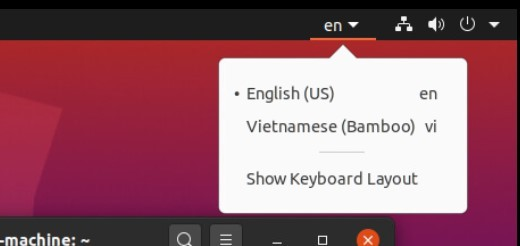 en
English (US) en
Vietnamese (Bamboo) vi
Show Keyboard Layout
-machine: ~